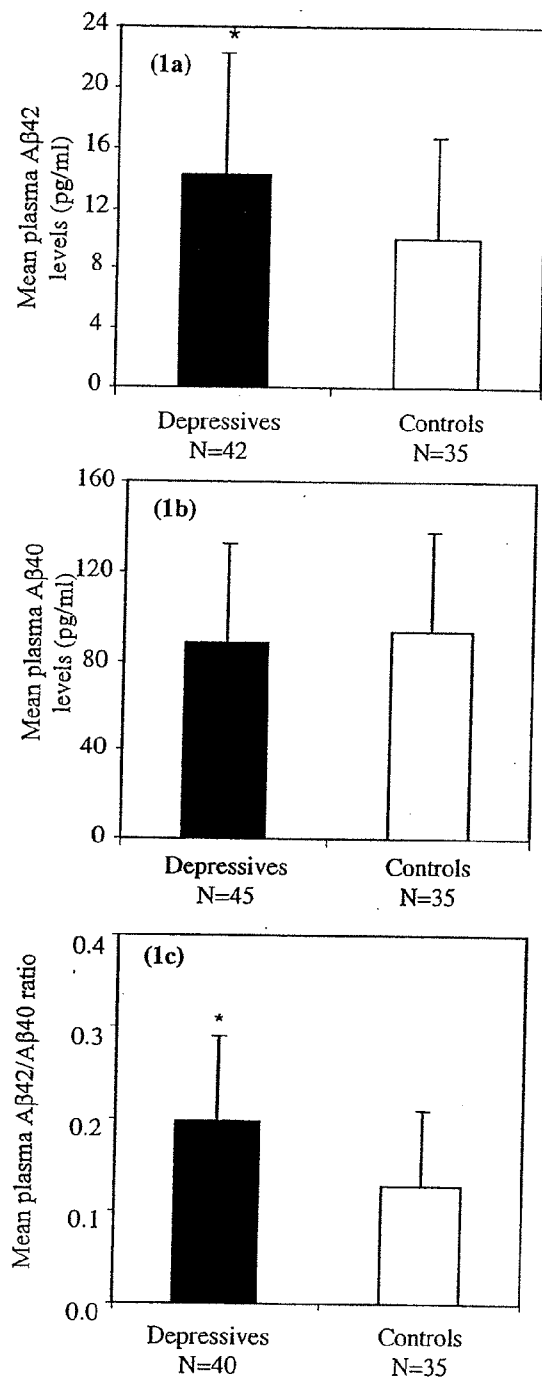 24
20
16
12
8
4
0
Mean plasma Aβ42
levels (pg/ml)
(1a)
*
Depressives
N=42
Controls
N=35
160
120
80
40
0
Mean plasma Aβ40
levels (pg/ml)
(1b)
Depressives
N=45
Controls
N=35
0.4
0.3
0.2
0.1
0.0
Mean plasma Aβ42/Aβ40 ratio
(1c)
*
Depressives
N=40
Controls
N=35